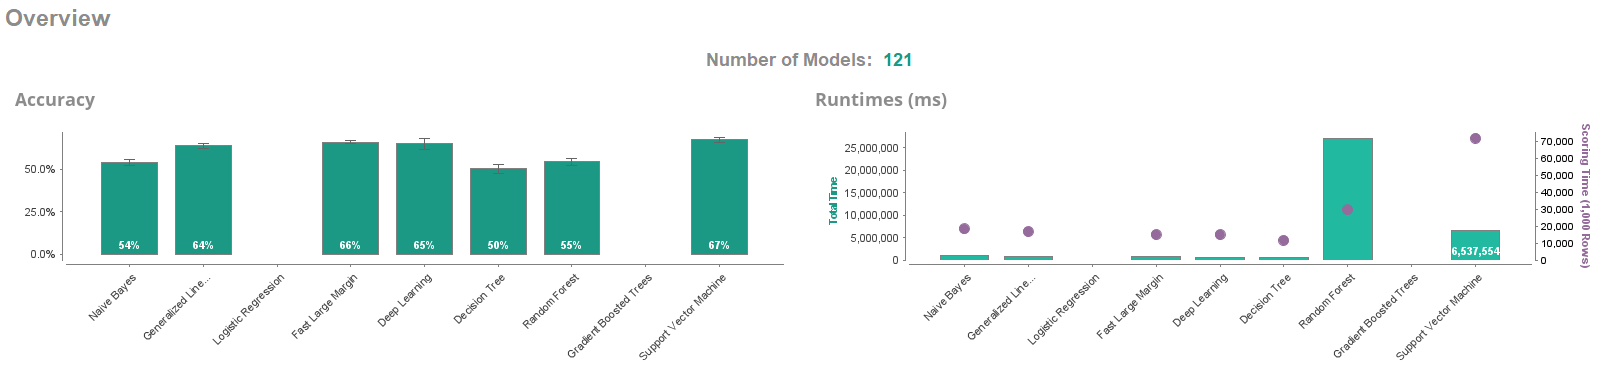 Overview
Number of Models: 121
Accuracy
50.0%
25.0%
0.0%
54%
64%
66%
65%
50%
55%
67%
Naive Bayes
Generalized Line...
Logistic Regression
Fast Large Margin
Deep Learning
Decision Tree
Random Forest
Gradient Boosted Trees
Support Vector Machine
Runtimes (ms)
Total Time
25,000,000
20,000,000
15,000,000
10,000,000
5,000,000
0
6,537,554
70,000
60,000
50,000
40,000
30,000
20,000
10,000
0
Scoring Time (1,000 Rows)
Naive Bayes
Generalized Line...
Logistic Regression
Fast Large Margin
Deep Learning
Decision Tree
Random Forest
Gradient Boosted Trees
Support Vector Machine